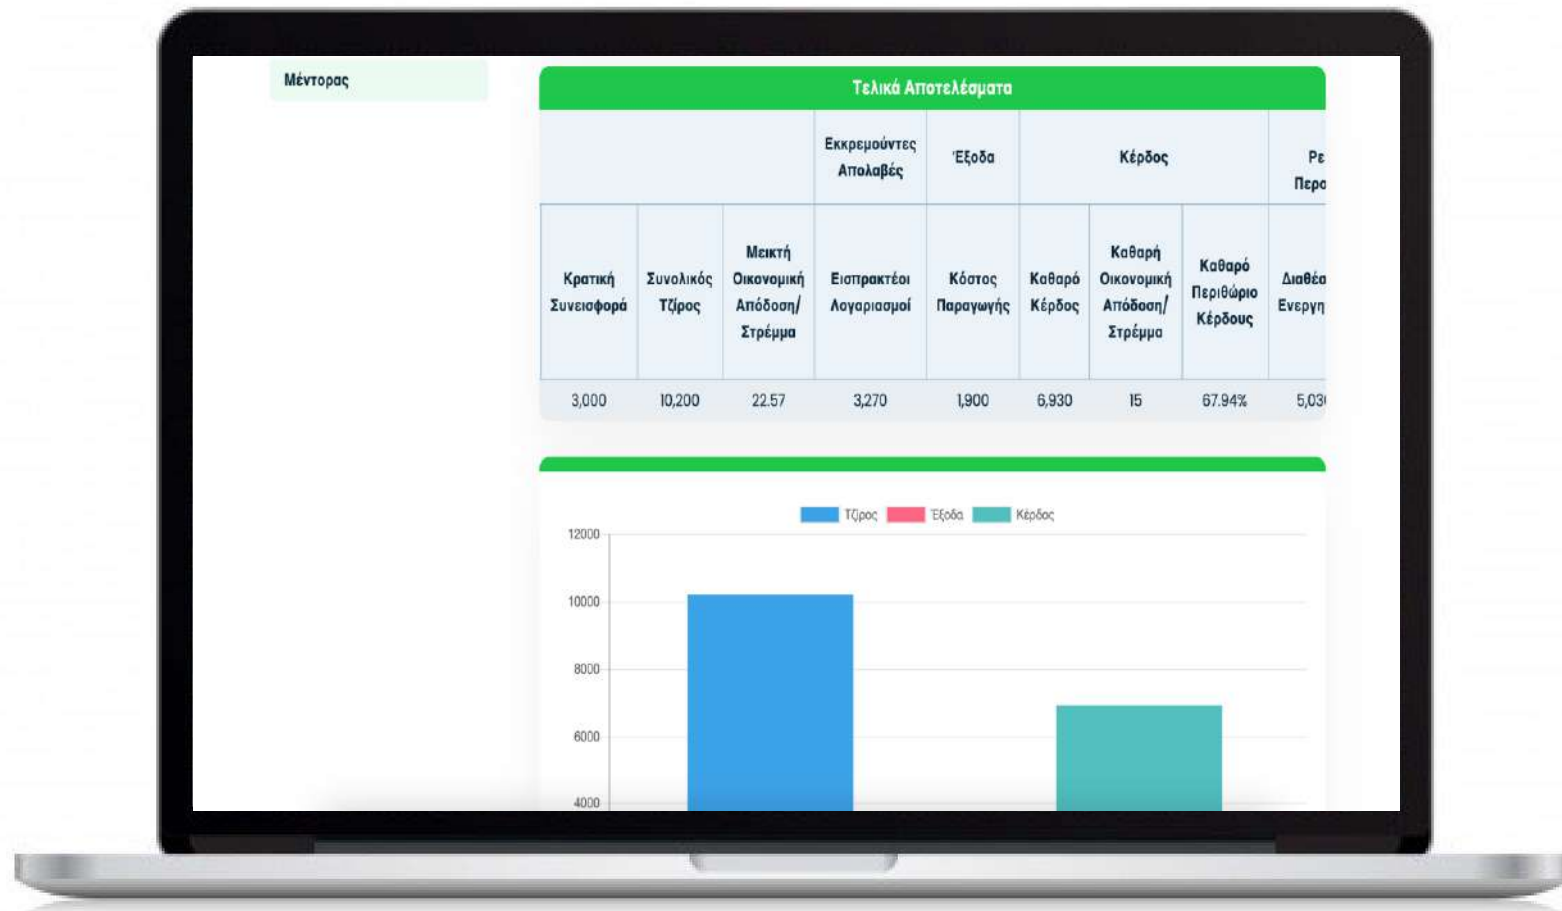 Μέντορας
Τελικά Αποτελέσματα
Εκκρεμούντες
Απολαβές
Έξοδα
Κέρδος
Κρατική
Συνεισφορά
Συνολικός
Τζίρος
Μεικτή
Οικονομική
Απόδοση/
Στρέμμα
Εισπρακτέοι
Λογαριασμοί
Κόστος
Παραγωγής
Καθαρό
Κέρδος
Καθαρή
Οικονομική
Απόδοση/
Στρέμμα
Καθαρό
Περιθώριο
Κέρδους
3,000 10,200 22.57 3,270 1,900 6,930 15 67.94%
Τζίρος Έξοδα Κέρδος
12000
10000
8000
6000
4000